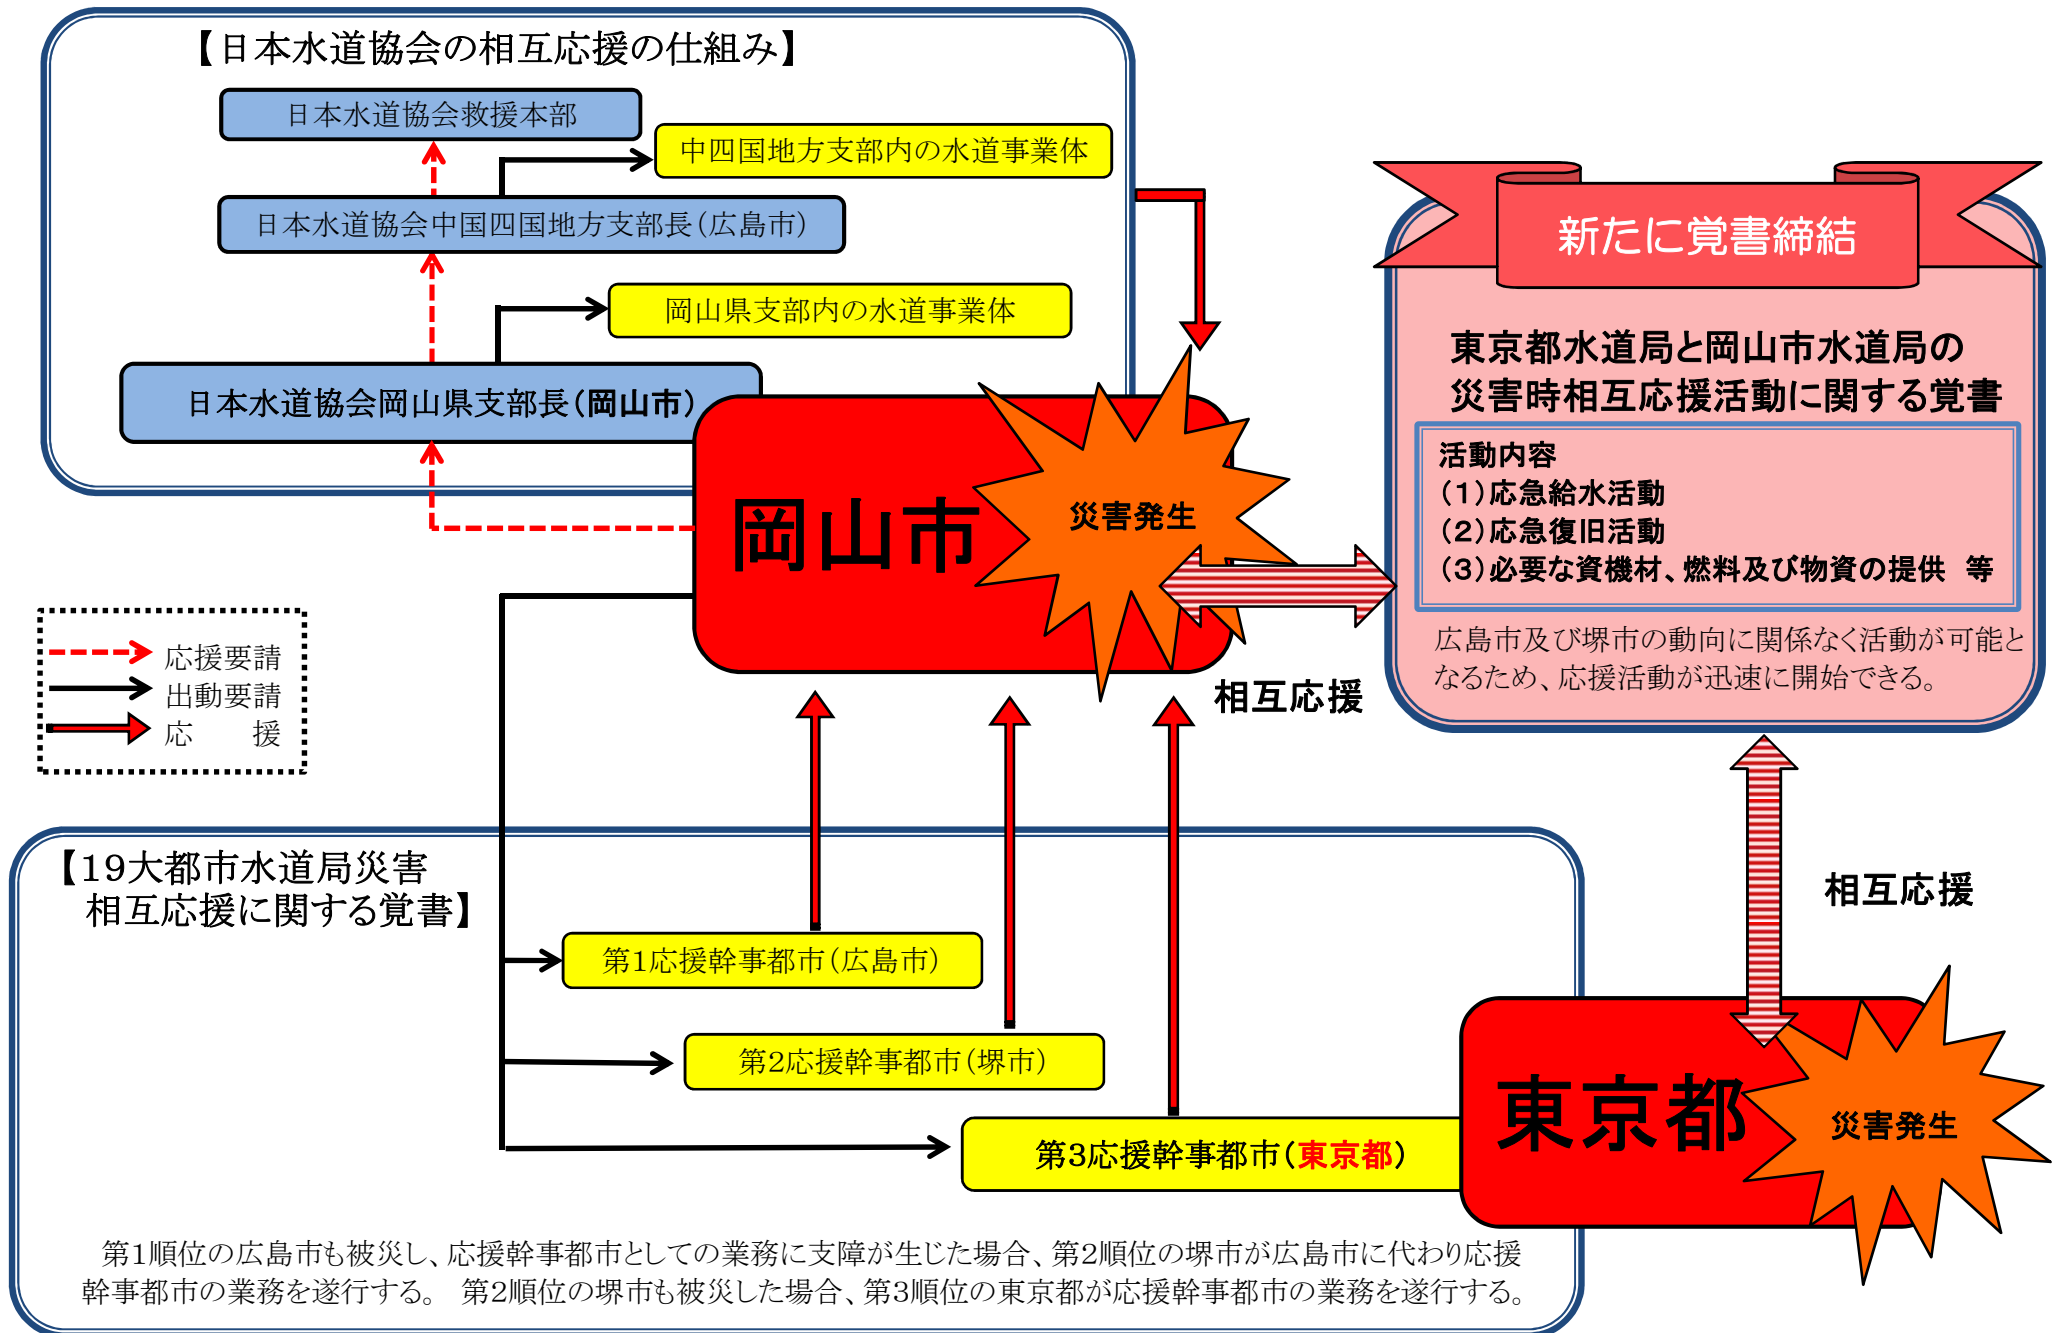 【日本水道協会の相互応援の仕組み】
日本水道協会救援本部
中四国地方支部内の水道事業体
日本水道協会中国四国地方支部長（広島市）
岡山県支部内の水道事業体
日本水道協会岡山県支部長（岡山市）
岡山市
災害発生
新たに覚書締結
東京都水道局と岡山市水道局の
災害時相互応援活動に関する覚書
活動内容
（１）応急給水活動
（２）応急復旧活動
（３）必要な資機材、燃料及び物資の提供　等
広島市及び堺市の動向に関係なく活動が可能と
なるため、応援活動が迅速に開始できる。
相互応援
応援要請
出動要請
応　　援
相互応援
【１９大都市水道局災害
相互応援に関する覚書】
第１応援幹事都市（広島市）
第２応援幹事都市（堺市）
第３応援幹事都市（東京都）
東京都
災害発生
第１順位の広島市も被災し、応援幹事都市としての業務に支障が生じた場合、第２順位の堺市が広島市に代わり応援
幹事都市の業務を遂行する。　第２順位の堺市も被災した場合、第３順位の東京都が応援幹事都市の業務を遂行する。